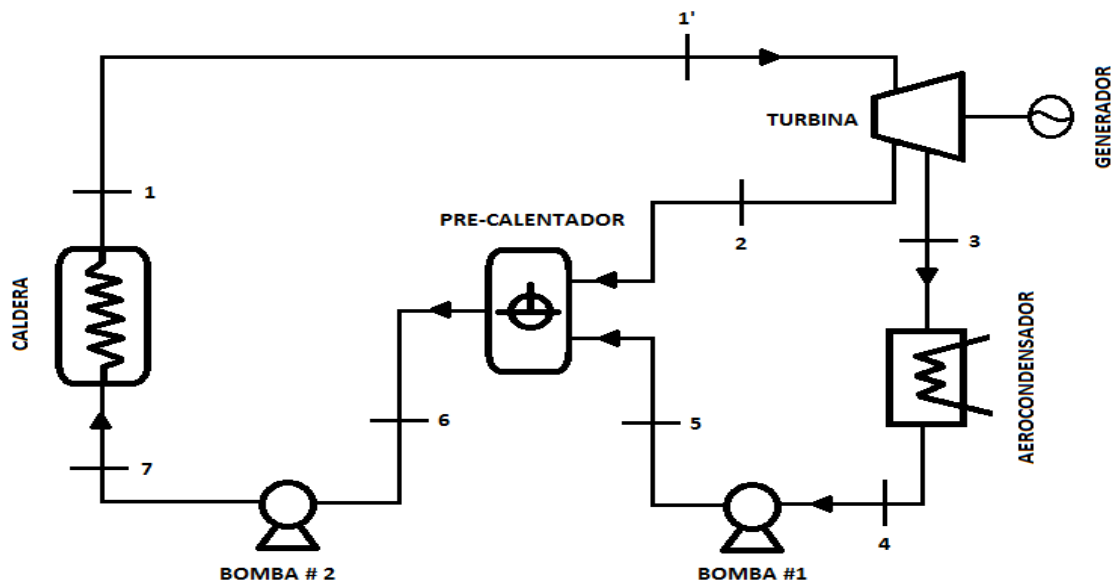 1'
TURBINA
GENERADOR
1
PRE-CALENTADOR
2
3
CALDERA
AEROCONDENSADOR
6
5
7
4
BOMBA # 2
BOMBA #1